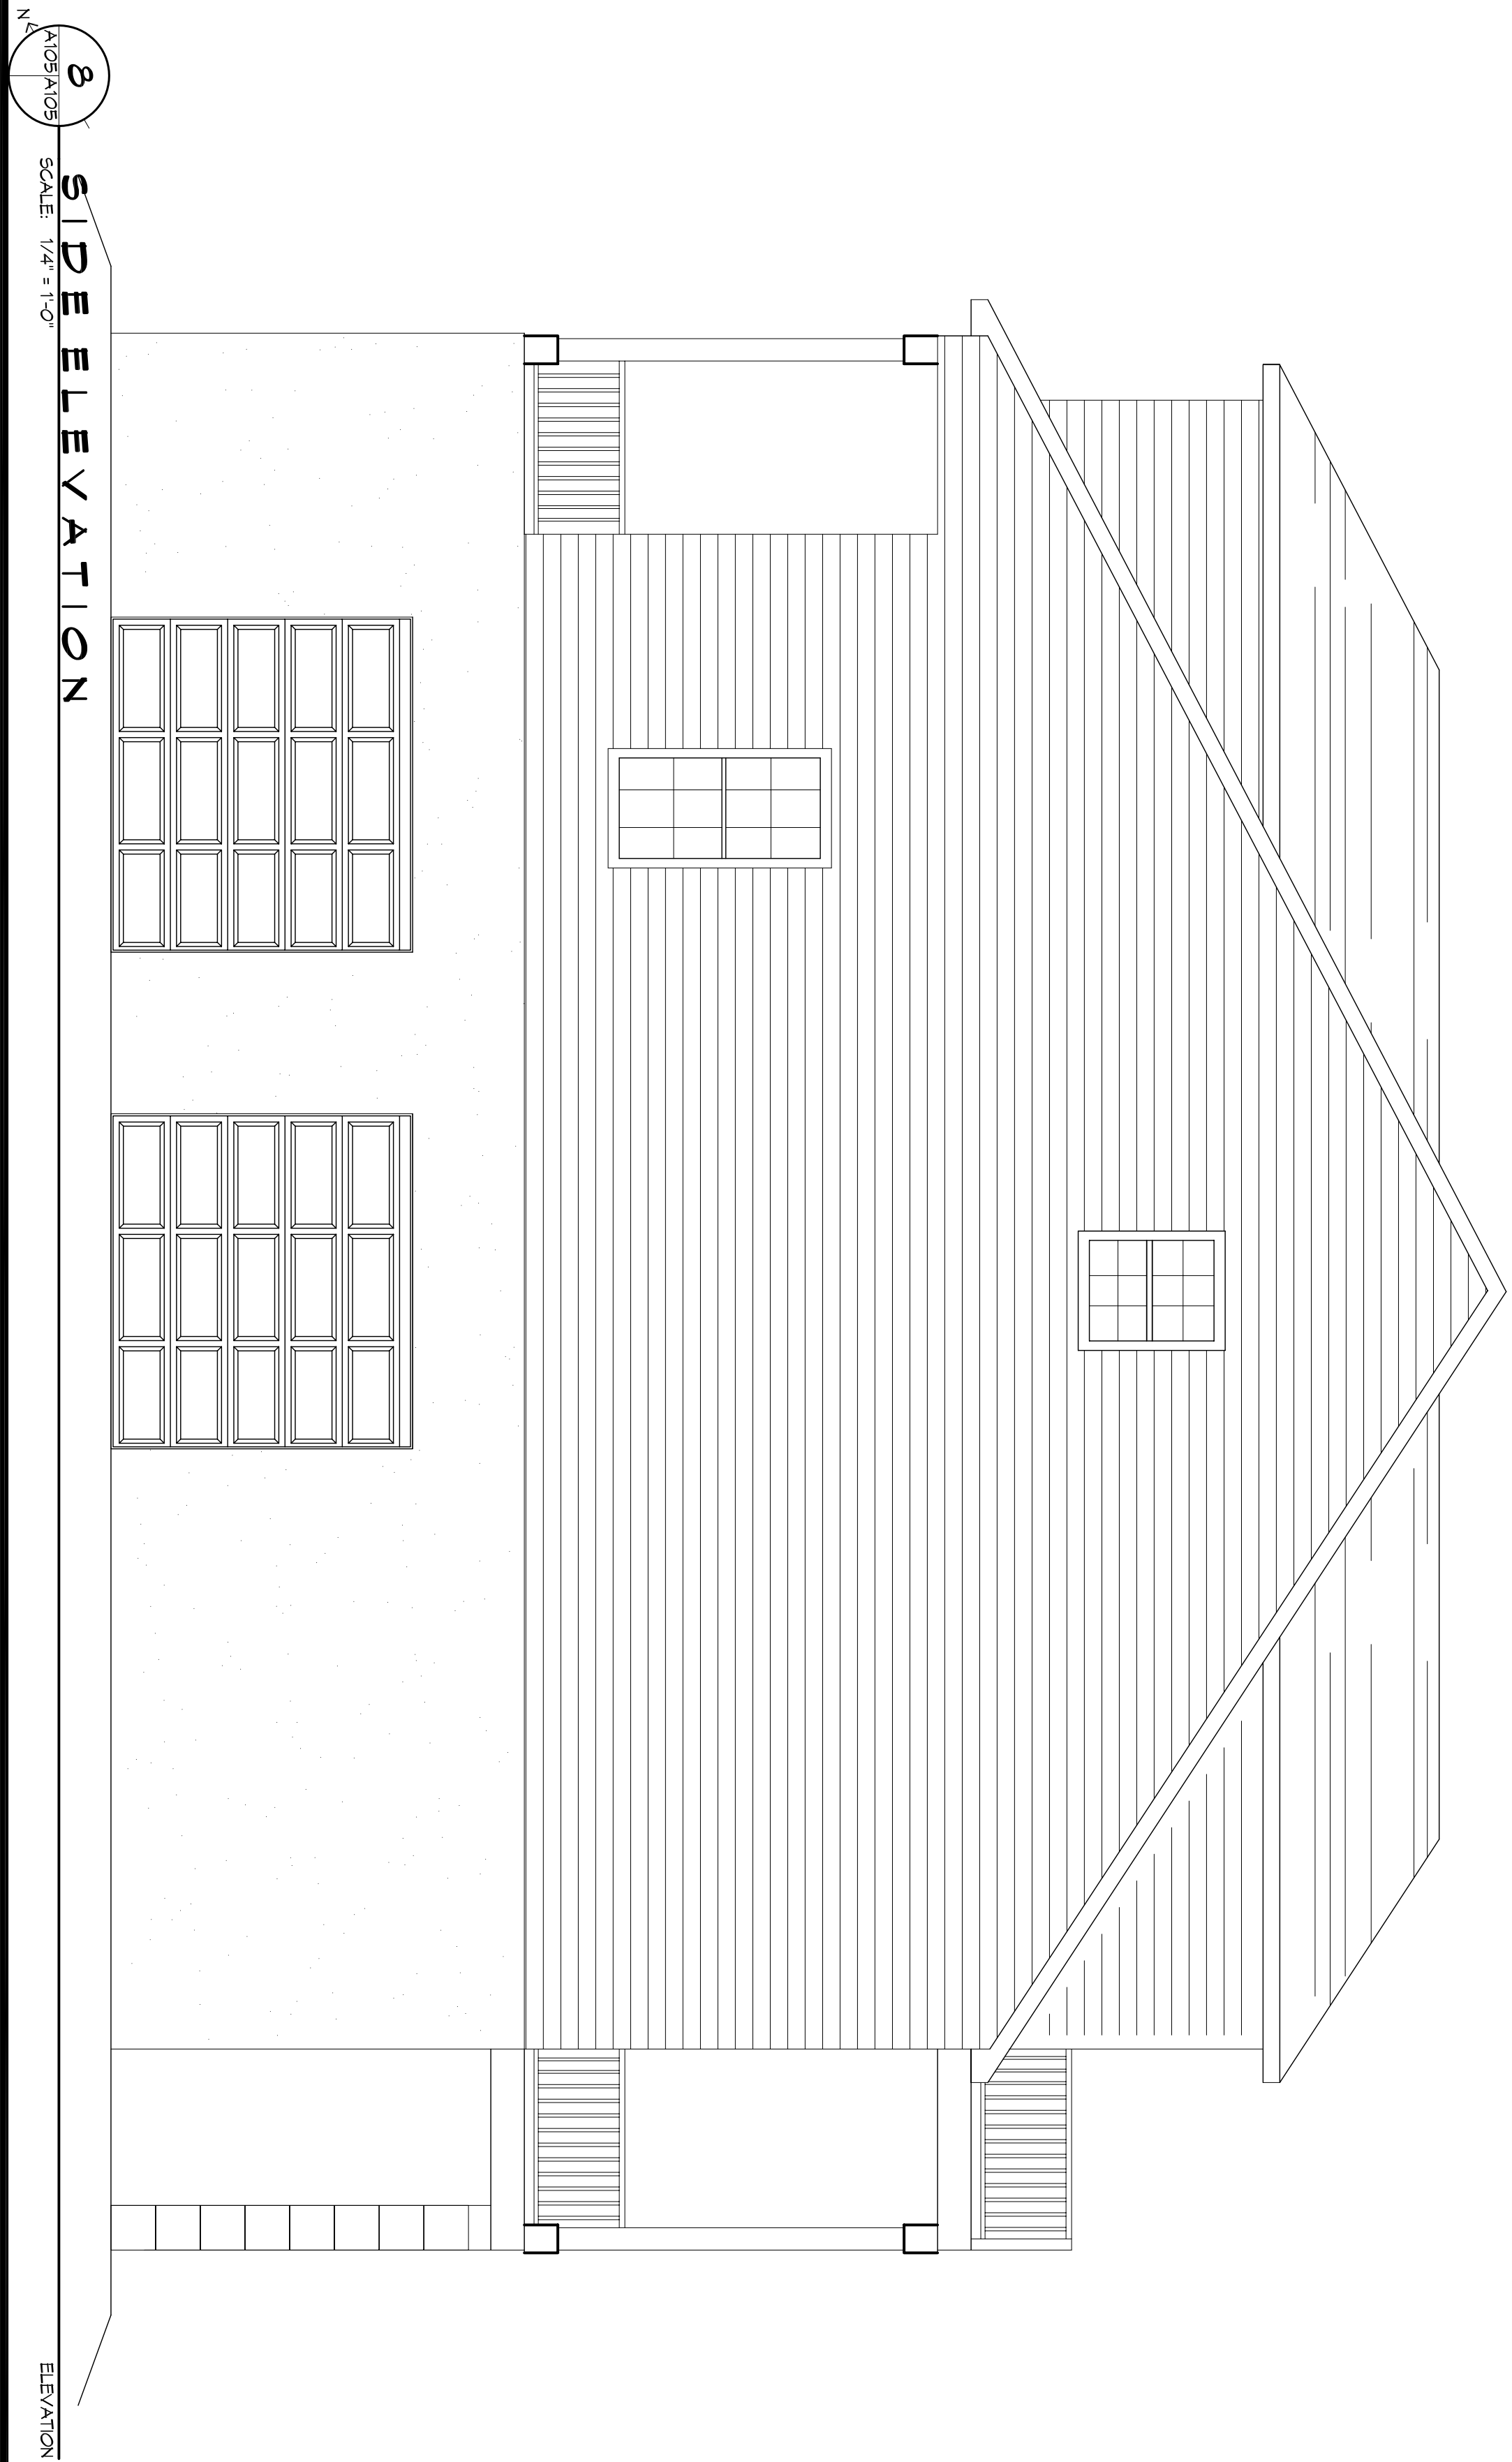 8
SIDE ELEVATION
A105 A105
SCALE: 1/4" = 1'-0"
ELEVATION
N